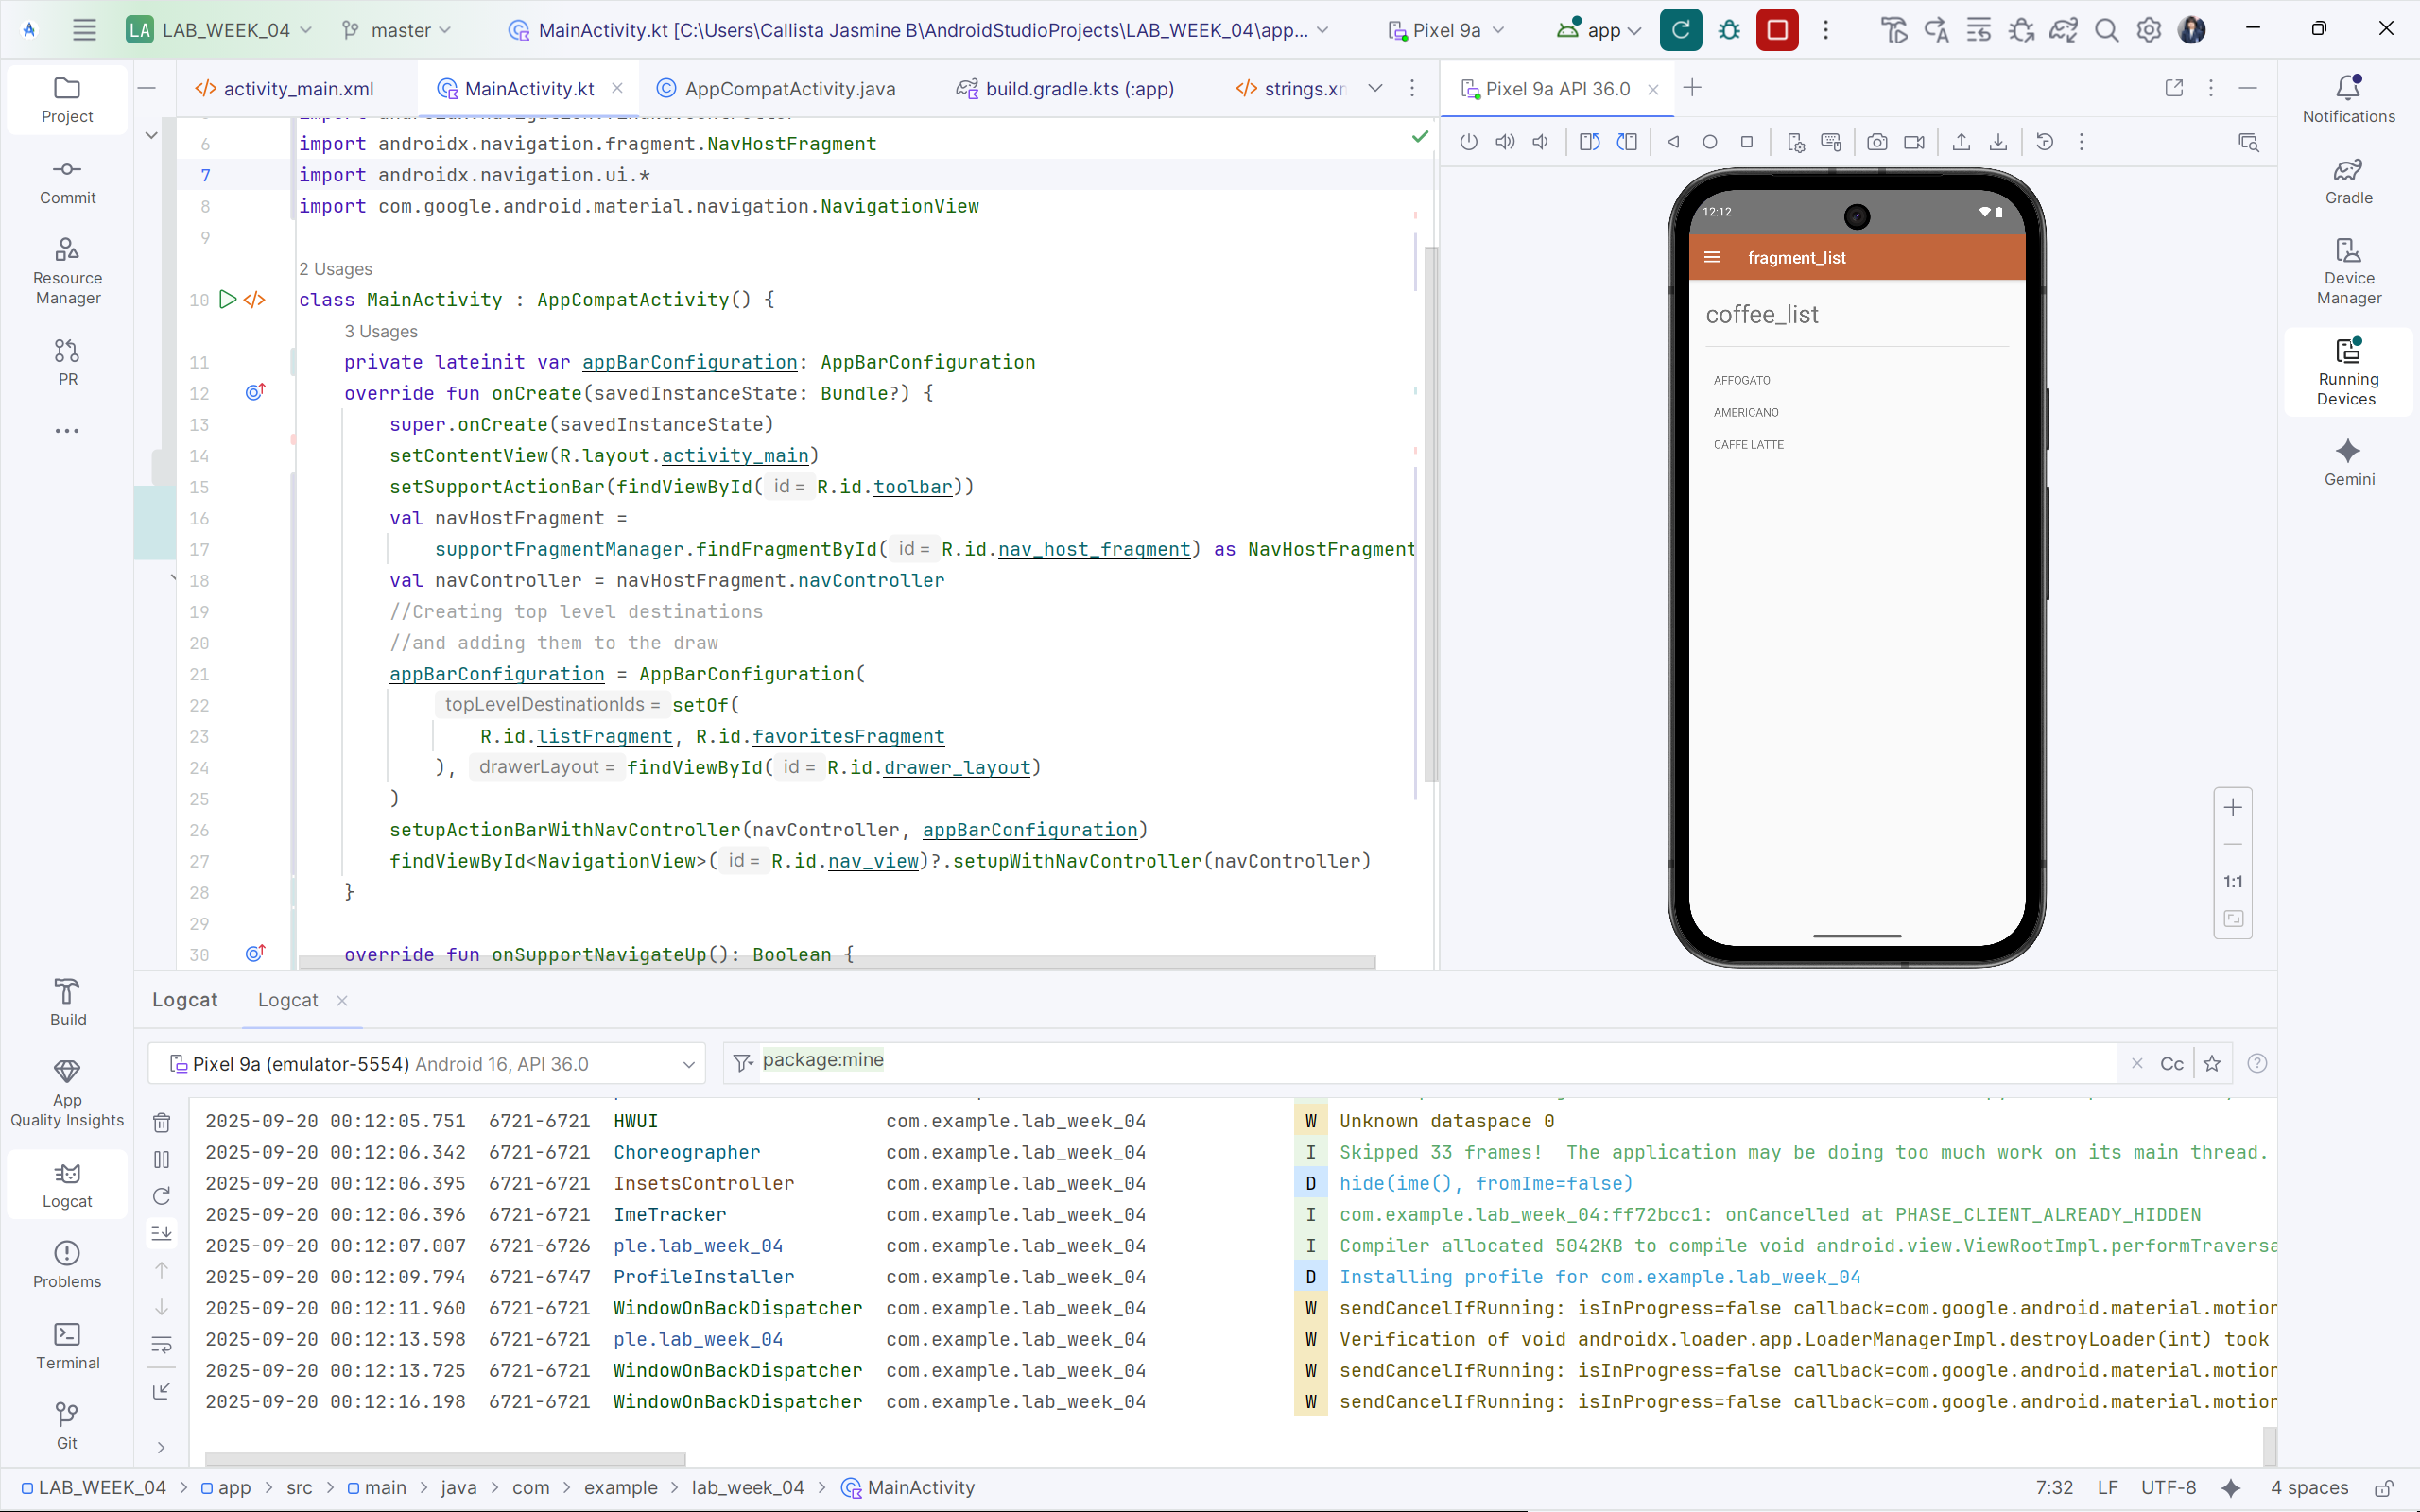 LA LAB_WEEK_04 master MainActivity.kt [C:\Users\Callista Jasmine B\AndroidStudioProjects\LAB_WEEK_04\app... Pixel 9a app
Project
Commit
Resource
Manager
PR
activity_main.xml MainActivity.kt AppCompatActivity.java build.gradle.kts (:app) strings.xm
6 import androidx.navigation.fragment.NavHostFragment
7 import androidx.navigation.ui.*
8 import com.google.android.material.navigation.NavigationView
9
2 Usages
10 class MainActivity : AppCompatActivity() {
3 Usages
11 private lateinit var appBarConfiguration: AppBarConfiguration
12 override fun onCreate(savedInstanceState: Bundle?) {
13 super.onCreate(savedInstanceState)
14 setContentView(R.layout.activity_main)
15 setSupportActionBar(findViewById( id = R.id.toolbar))
16 val navHostFragment =
17 supportFragmentManager.findFragmentById( id = R.id.nav_host_fragment) as NavHostFragment
18 val navController = navHostFragment.navController
19 //Creating top level destinations
20 //and adding them to the draw
21 appBarConfiguration = AppBarConfiguration(
22 topLevelDestinationIds = setOf(
23 R.id.listFragment, R.id.favoritesFragment
24 ), drawerLayout = findViewById( id = R.id.drawer_layout)
25 )
26 setupActionBarWithNavController(navController, appBarConfiguration)
27 findViewById<NavigationView>( id = R.id.nav_view)?.setupWithNavController(navController)
28 }
29
30 override fun onSupportNavigateUp(): Boolean {
Pixel 9a API 36.0
12:12
fragment_list
coffee_list
AFFOGATO
AMERICANO
CAFFE LATTE
1:1
Notifications
Gradle
Device
Manager
Running
Devices
Gemini
Build
App
Quality Insights
Logcat
Problems
Terminal
Git
Logcat Logcat
Pixel 9a (emulator-5554) Android 16, API 36.0 package:mine Cc
2025-09-20 00:12:05.751 6721-6721 HWUI com.example.lab_week_04 W Unknown dataspace 0
2025-09-20 00:12:06.342 6721-6721 Choreographer com.example.lab_week_04 I Skipped 33 frames! The application may be doing too much work on its main thread.
2025-09-20 00:12:06.395 6721-6721 InsetsController com.example.lab_week_04 D hide(ime(), fromIme=false)
2025-09-20 00:12:06.396 6721-6721 ImeTracker com.example.lab_week_04 I com.example.lab_week_04:ff72bcc1: onCancelled at PHASE_CLIENT_ALREADY_HIDDEN
2025-09-20 00:12:07.007 6721-6726 ple.lab_week_04 com.example.lab_week_04 I Compiler allocated 5042KB to compile void android.view.ViewRootImpl.performTraversa
2025-09-20 00:12:09.794 6721-6747 ProfileInstaller com.example.lab_week_04 D Installing profile for com.example.lab_week_04
2025-09-20 00:12:11.960 6721-6721 WindowOnBackDispatcher com.example.lab_week_04 W sendCancelIfRunning: isInProgress=false callback=com.google.android.material.motion
2025-09-20 00:12:13.598 6721-6721 ple.lab_week_04 com.example.lab_week_04 W Verification of void androidx.loader.app.LoaderManagerImpl.destroyLoader(int) took
2025-09-20 00:12:13.725 6721-6721 WindowOnBackDispatcher com.example.lab_week_04 W sendCancelIfRunning: isInProgress=false callback=com.google.android.material.motion
2025-09-20 00:12:16.198 6721-6721 WindowOnBackDispatcher com.example.lab_week_04 W sendCancelIfRunning: isInProgress=false callback=com.google.android.material.motion
LAB_WEEK_04 > app > src > main > java > com > example > lab_week_04 > MainActivity 7:32 LF UTF-8 4 spaces